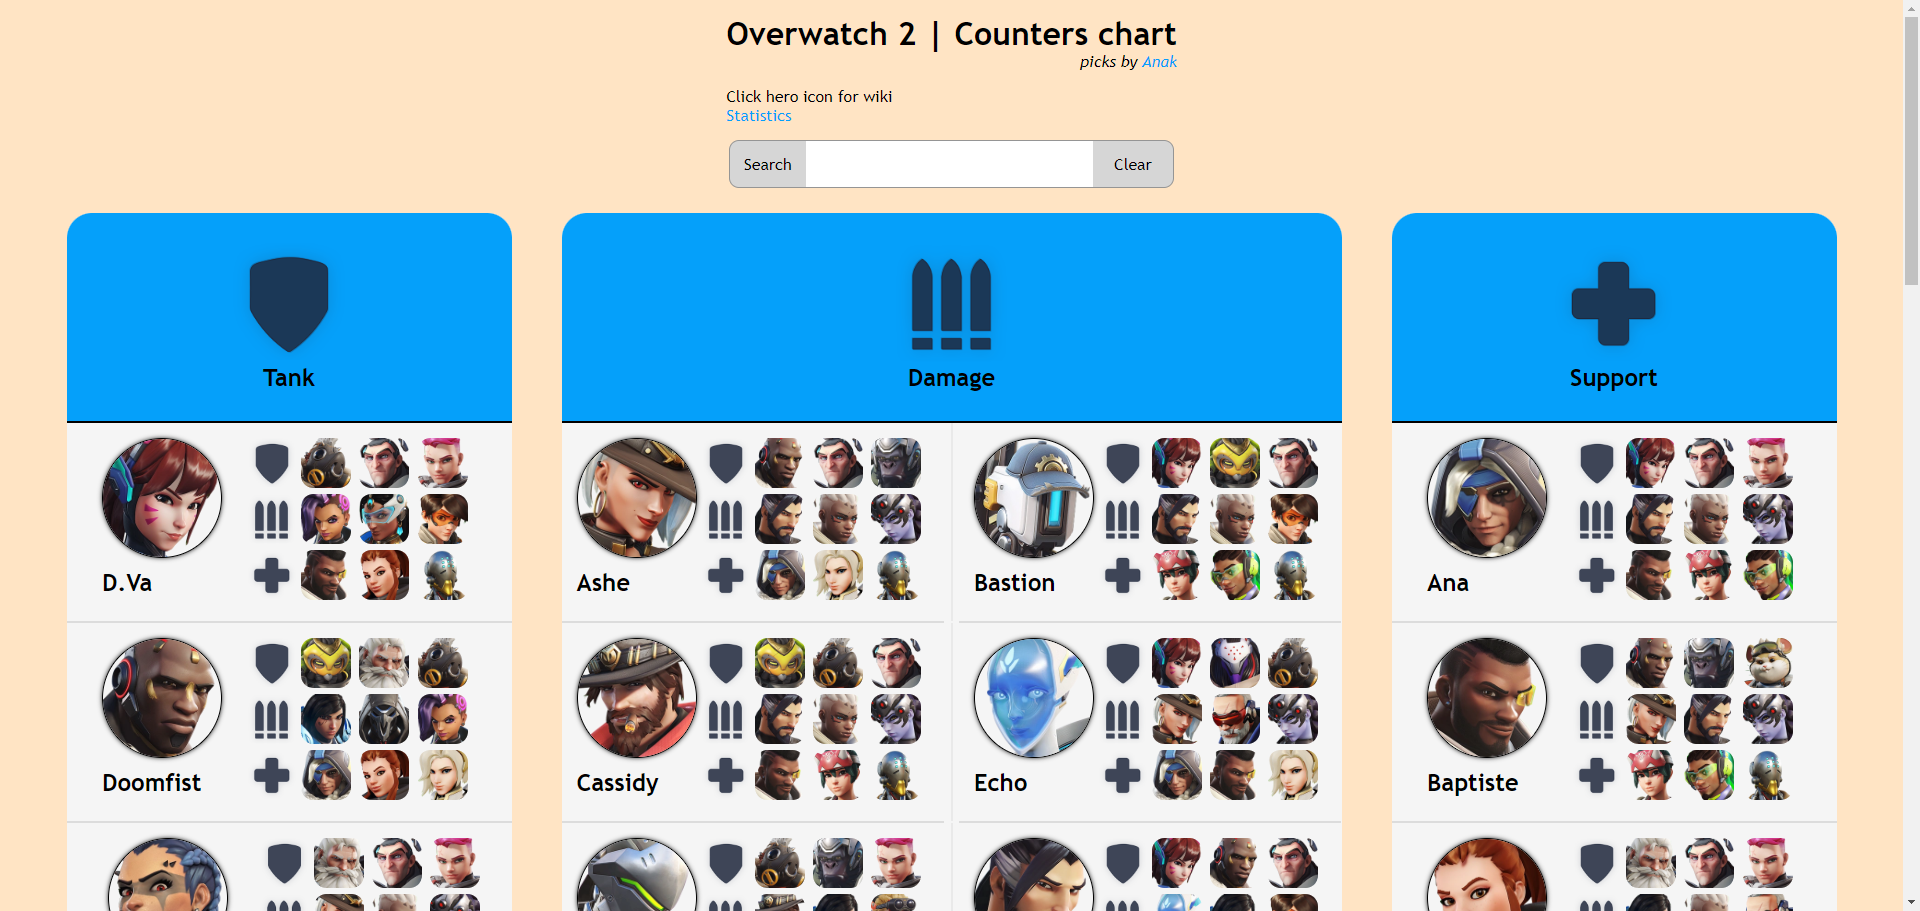 Overwatch 2 | Counters chart
picks by Anak
Click hero icon for wiki
Statistics
Search
Clear
Tank
Damage
Support
D.Va
Ashe
Bastion
Ana
Doomfist
Cassidy
Echo
Baptiste